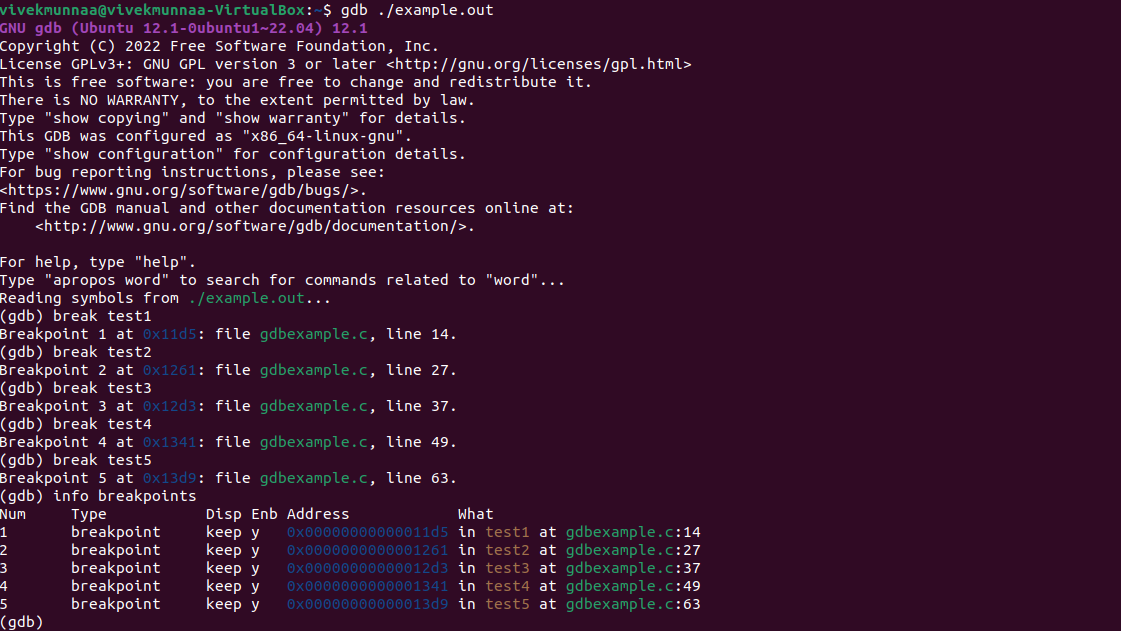 vivekmunnaa@vivekmunnaa-VirtualBox:~$ gdb ./example.out
GNU gdb (Ubuntu 12.1-0ubuntu1~22.04) 12.1
Copyright (C) 2022 Free Software Foundation, Inc.
License GPLv3+: GNU GPL version 3 or later <http://gnu.org/licenses/gpl.html>
This is free software: you are free to change and redistribute it.
There is NO WARRANTY, to the extent permitted by law.
Type "show copying" and "show warranty" for details.
This GDB was configured as "x86_64-linux-gnu".
Type "show configuration" for configuration details.
For bug reporting instructions, please see:
<https://www.gnu.org/software/gdb/bugs/>.
Find the GDB manual and other documentation resources online at:
    <http://www.gnu.org/software/gdb/documentation/>.

For help, type "help".
Type "apropos word" to search for commands related to "word"...
Reading symbols from ./example.out...
(gdb) break test1
Breakpoint 1 at 0x11d5: file gdbexample.c, line 14.
(gdb) break test2
Breakpoint 2 at 0x1261: file gdbexample.c, line 27.
(gdb) break test3
Breakpoint 3 at 0x12d3: file gdbexample.c, line 37.
(gdb) break test4
Breakpoint 4 at 0x1341: file gdbexample.c, line 49.
(gdb) break test5
Breakpoint 5 at 0x13d9: file gdbexample.c, line 63.
(gdb) info breakpoints
Num     Type           Disp Enb Address            What
1       breakpoint     keep y   0x00000000000011d5 in test1 at gdbexample.c:14
2       breakpoint     keep y   0x0000000000001261 in test2 at gdbexample.c:27
3       breakpoint     keep y   0x00000000000012d3 in test3 at gdbexample.c:37
4       breakpoint     keep y   0x0000000000001341 in test4 at gdbexample.c:49
5       breakpoint     keep y   0x00000000000013d9 in test5 at gdbexample.c:63
(gdb)